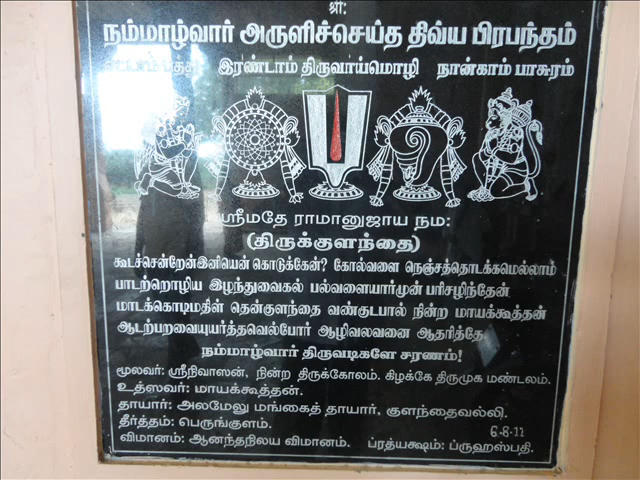 ஸ்ரீ:
நம்மாழ்வார் அருளிச்செய்த திவ்ய பிரபந்தம்
எட்டாம் பத்து இரண்டாம் திருவாய்மொழி நான்காம் பாசுரம்
ஸ்ரீமதே ராமானுஜாய நம:
(திருக்குளந்தை)
கூடச்சென்றேன்இனியென் கொடுக்கேன்? கோல்வளை நெஞ்சத்தொடக்கமெல்லாம்
பாடற்றொழிய இழந்துவைகல் பல்வளையார்முன் பரிசழிந்தேன்
மாடக்கொடிமதிள் தென்குளந்தை வண்குடபால் நின்ற மாயக்கூத்தன்
ஆடற்பறவையுயர்த்தவெல்போர் ஆழிவலவனை ஆதரித்தே.
நம்மாழ்வார் திருவடிகளே சரணம்!
மூலவர்: ஸ்ரீநிவாஸன், நின்ற திருக்கோலம். கிழக்கே திருமுக மண்டலம்.
உத்ஸவர்: மாயக்கூத்தன்.
தாயார்: அலமேலு மங்கைத் தாயார், குளந்தைவல்லி.
தீர்த்தம்: பெருங்குளம்.
விமானம்: ஆனந்தநிலய விமானம். ப்ரத்யக்ஷம்: ப்ருஹஸ்பதி.
6-8-11